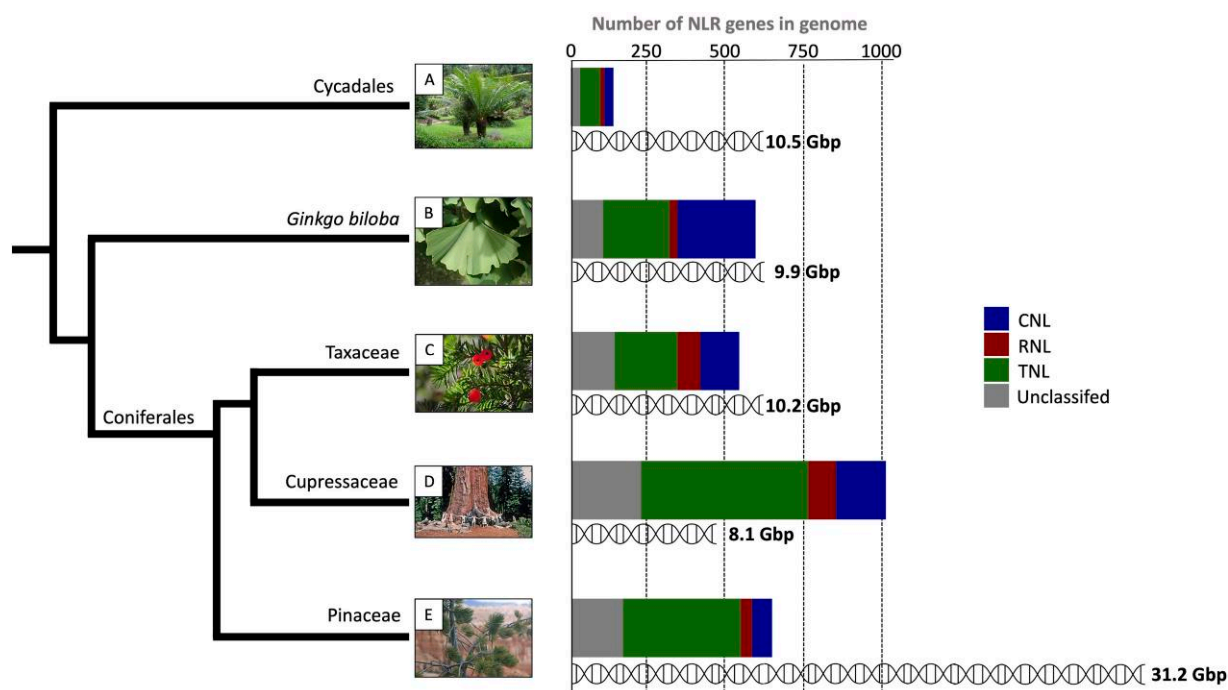 Number of NLR genes in genome
0 250 500 750 1000
Cycadales
A
10.5 Gbp
Ginkgo biloba
B
9.9 Gbp
Taxaceae
C
10.2 Gbp
Coniferales
Cupressaceae
D
8.1 Gbp
Pinaceae
E
31.2 Gbp
CNL
RNL
TNL
Unclassifed